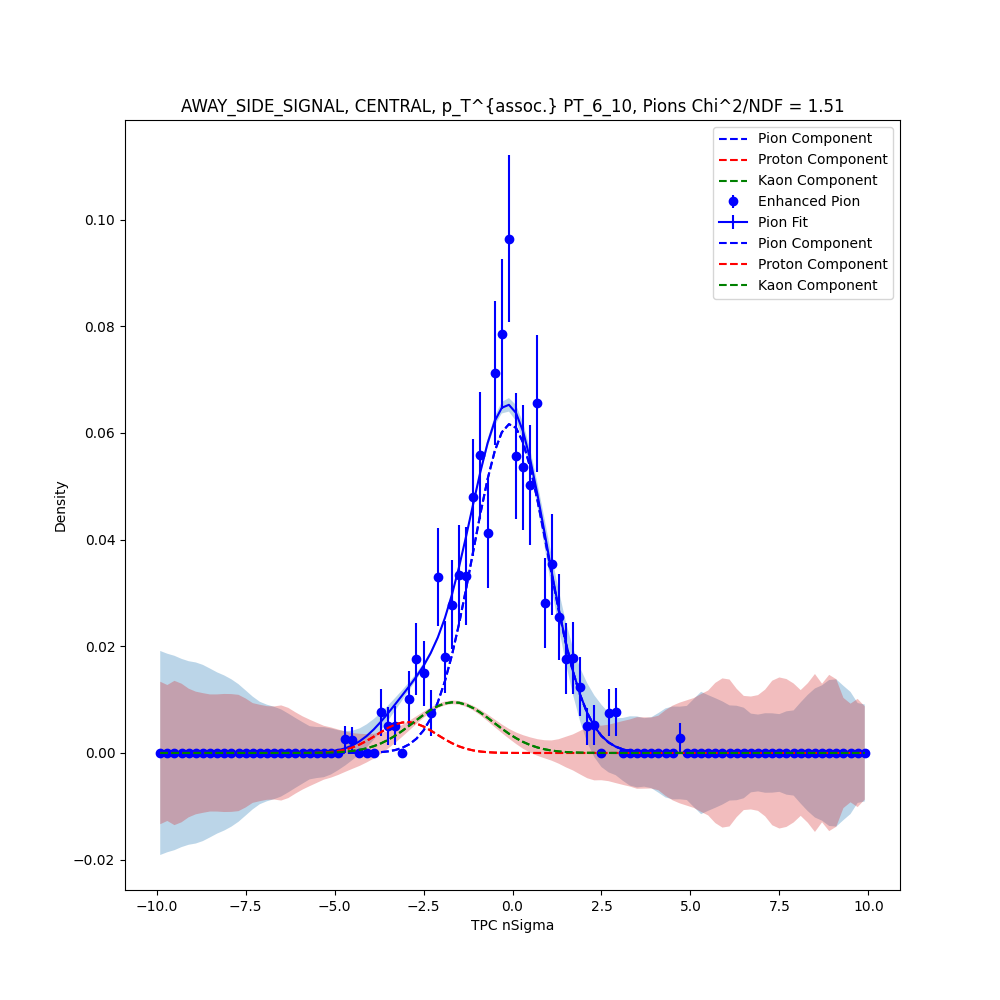 AWAY_SIDE_SIGNAL, CENTRAL, p_T^{assoc.} PT_6_10, Pions Chi^2/NDF = 1.51
Pion Component
Proton Component
Kaon Component
Enhanced Pion
Pion Fit
Pion Component
Proton Component
Kaon Component
0.10
0.08
0.06
0.04
0.02
0.00
−0.02
Density
−10.0 −7.5 −5.0 −2.5 0.0 2.5 5.0 7.5 10.0
TPC nSigma